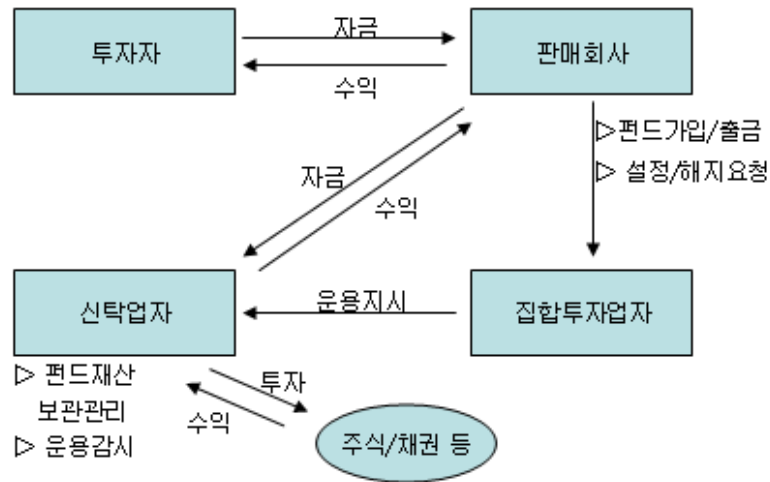 자금
투자자
판매회사
수익
▷펀드가입/출금
▷ 설정/해지요청
자금
수익
신탁업자
운용지시
집합투자업자
▷ 펀드재산
보관관리
▷ 운용감시
투자
수익
주식/채권 등